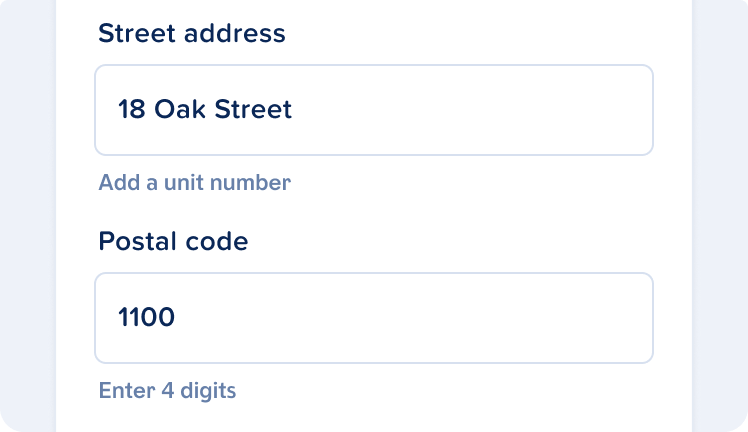 Street address
18 Oak Street
Add a unit number
Postal code
1100
Enter 4 digits